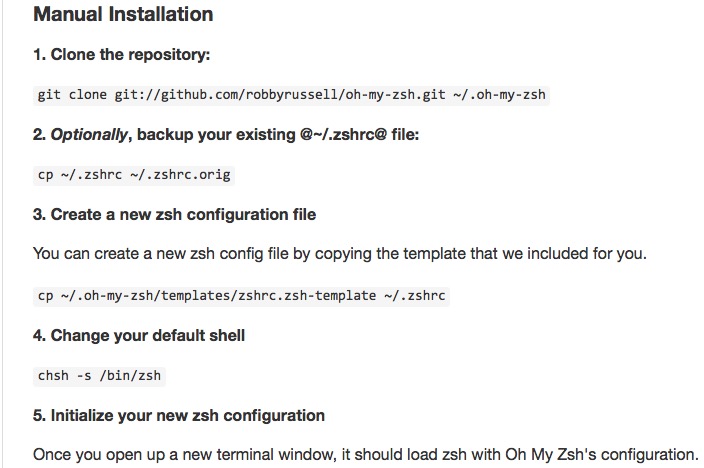 Manual Installation
1. Clone the repository:
git clone git://github.com/robbyrussell/oh-my-zsh.git ~/.oh-my-zsh
2. Optionally, backup your existing @~/.zshrc@ file:
cp ~/.zshrc ~/.zshrc.orig
3. Create a new zsh configuration file
You can create a new zsh config file by copying the template that we included for you.
cp ~/.oh-my-zsh/templates/zshrc.zsh-template ~/.zshrc
4. Change your default shell
chsh -s /bin/zsh
5. Initialize your new zsh configuration
Once you open up a new terminal window, it should load zsh with Oh My Zsh's configuration.